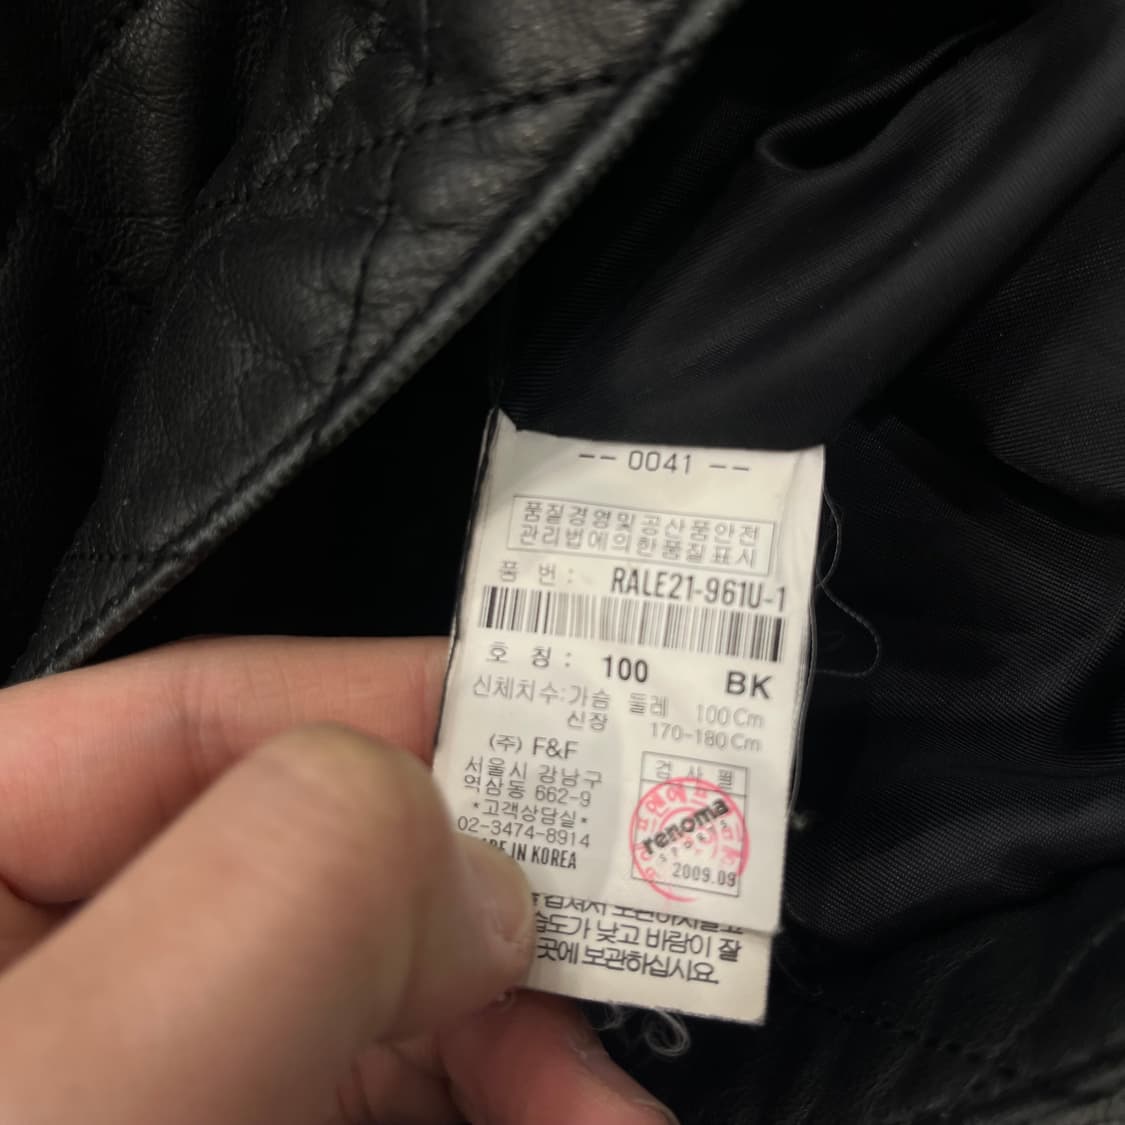 -- 0041 --
품질경영및공산품안전
관리법에의한품질표시
품 번 : RALE21-961U-1
호 칭 : 100 BK
신체치수:가슴 둘레 100Cm
신장 170-180Cm
(주) F&F
서울시 강남구
역삼동 662-9
*고객상담실*
02-3474-8914
IN KOREA
검 사 필
renoma
SPORTS
2009.09
습도가 낮고 바람이 잘
곳에 보관하십시요.